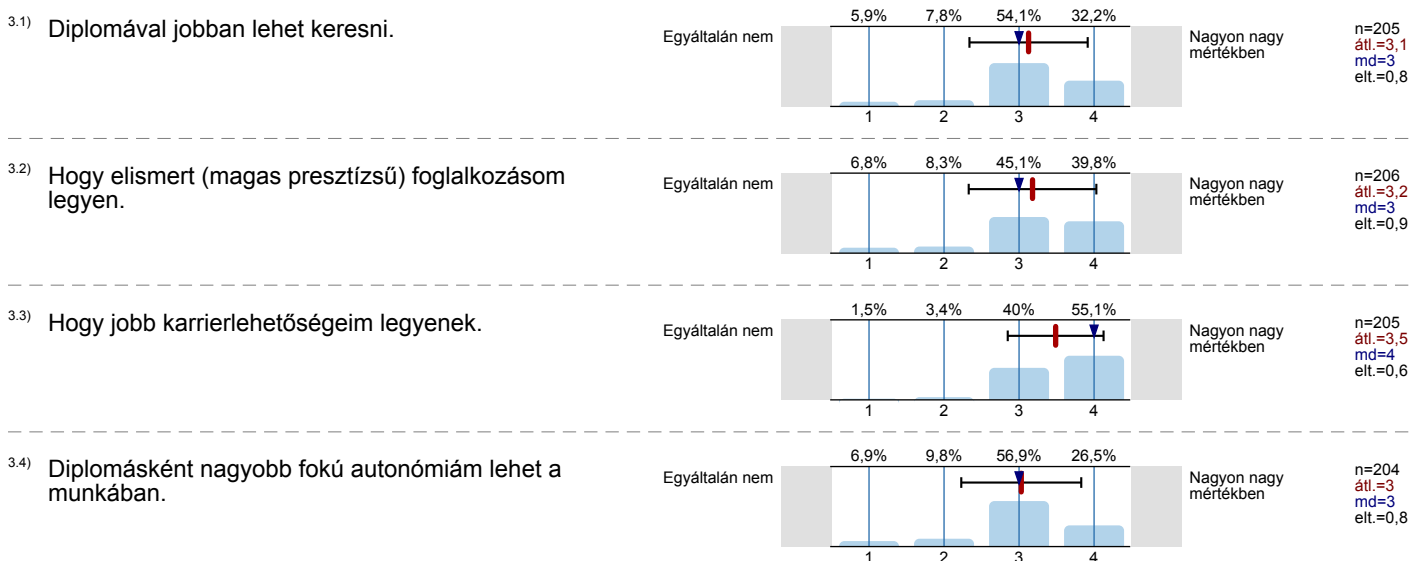 3.1) Diplomával jobban lehet keresni.
Egyáltalán nem
5,9% 7,8% 54,1% 32,2%
1 2 3 4
Nagyon nagy
mértékben
n=205
átl.=3,1
md=3
elt.=0,8
3.2) Hogy elismert (magas presztízsű) foglalkozásom
legyen.
Egyáltalán nem
6,8% 8,3% 45,1% 39,8%
1 2 3 4
Nagyon nagy
mértékben
n=206
átl.=3,2
md=3
elt.=0,9
3.3) Hogy jobb karrierlehetőségeim legyenek.
Egyáltalán nem
1,5% 3,4% 40% 55,1%
1 2 3 4
Nagyon nagy
mértékben
n=205
átl.=3,5
md=4
elt.=0,6
3.4) Diplomásként nagyobb fokú autonómiám lehet a
munkában.
Egyáltalán nem
6,9% 9,8% 56,9% 26,5%
1 2 3 4
Nagyon nagy
mértékben
n=204
átl.=3
md=3
elt.=0,8